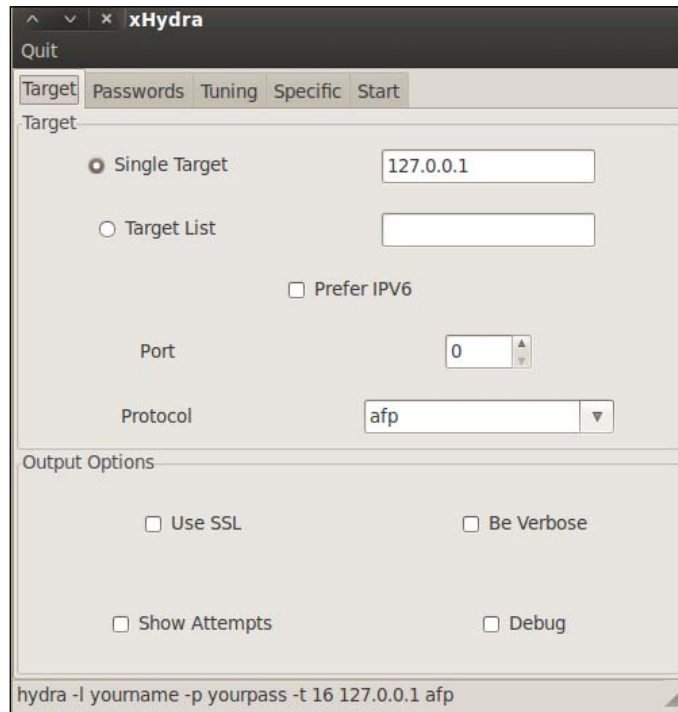 xHydra
Quit
Target Passwords Tuning Specific Start
Target
Single Target 127.0.0.1
Target List
Prefer IPV6
Port 0
Protocol afp
Output Options
Use SSL Be Verbose
Show Attempts Debug
hydra -l yourname -p yourpass -t 16 127.0.0.1 afp